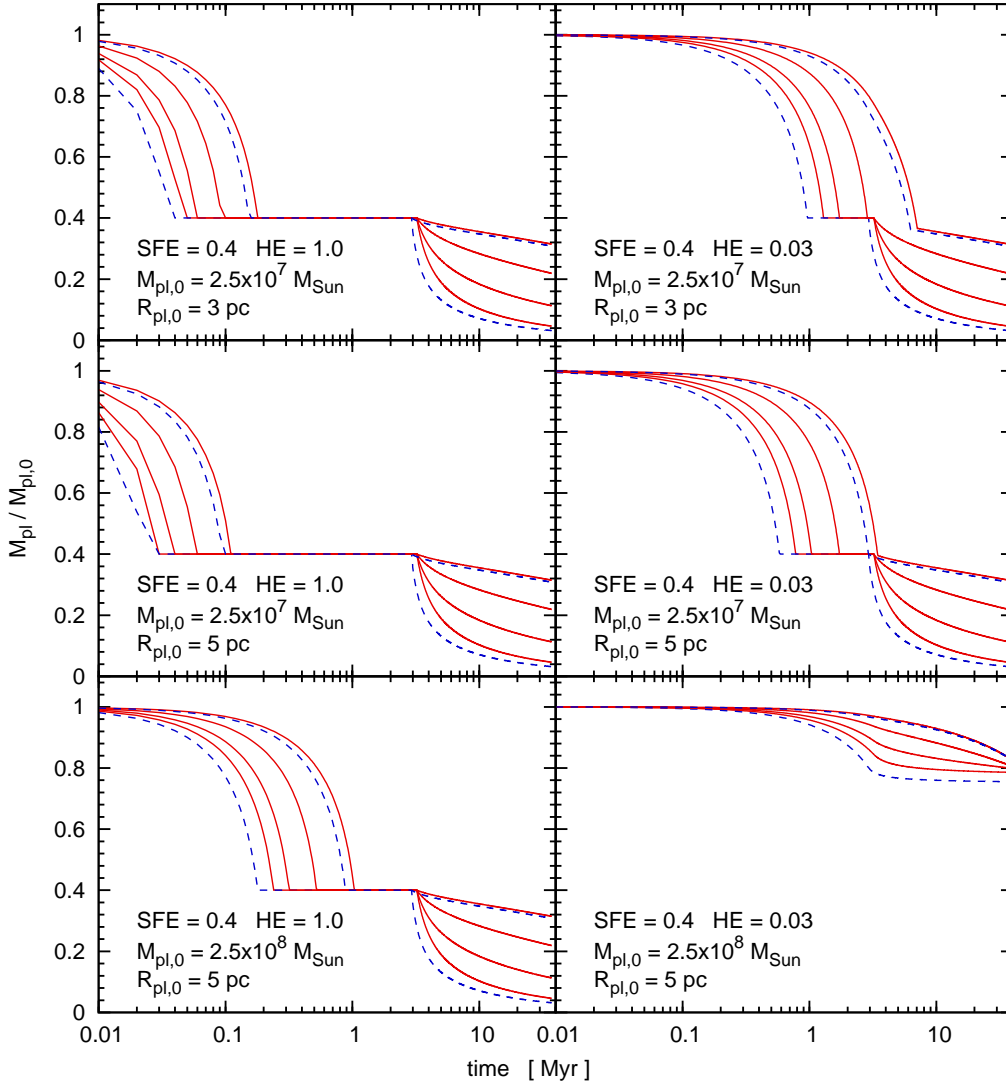 1
0.8
0.6
0.4
0.2
0
SFE = 0.4 HE = 1.0
M_pl,0 = 2.5x10^7 M_Sun
R_pl,0 = 3 pc
SFE = 0.4 HE = 0.03
M_pl,0 = 2.5x10^7 M_Sun
R_pl,0 = 3 pc
M_pl / M_pl,0
1
0.8
0.6
0.4
0.2
0
SFE = 0.4 HE = 1.0
M_pl,0 = 2.5x10^7 M_Sun
R_pl,0 = 5 pc
SFE = 0.4 HE = 0.03
M_pl,0 = 2.5x10^7 M_Sun
R_pl,0 = 5 pc
1
0.8
0.6
0.4
0.2
0
SFE = 0.4 HE = 1.0
M_pl,0 = 2.5x10^8 M_Sun
R_pl,0 = 5 pc
SFE = 0.4 HE = 0.03
M_pl,0 = 2.5x10^8 M_Sun
R_pl,0 = 5 pc
0.01 0.1 1 10
0.01 0.1 1 10
time [ Myr ]